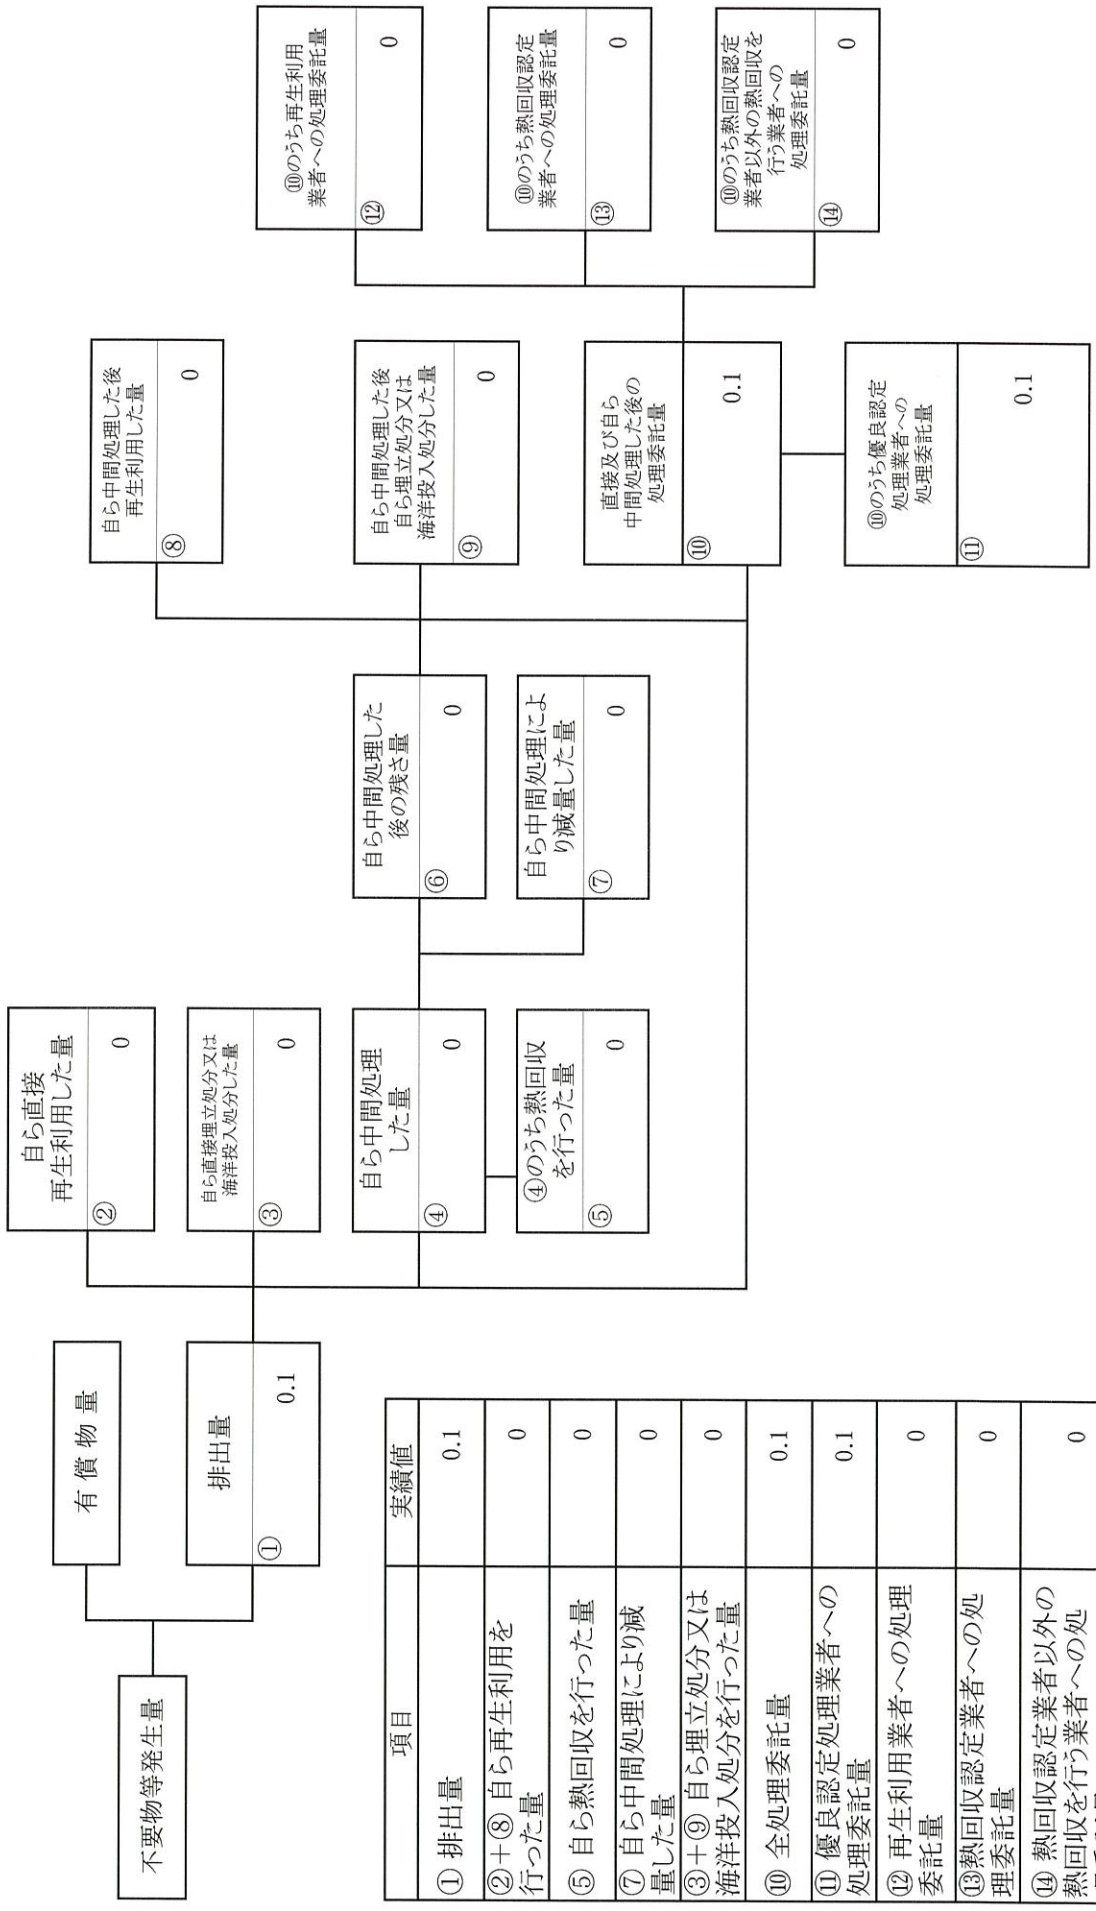 不要物等発生量
有償物量
排出量
①
0.1
自ら直接
再生利用した量
②
0
自ら直接埋立処分又は
海洋投入処分した量
③
0
自ら中間処理
した量
④
0
④のうち熱回収
を行った量
⑤
0
自ら中間処理した
後の残さ量
⑥
0
自ら中間処理によ
り減量した量
⑦
0
自ら中間処理した後
再生利用した量
⑧
0
自ら中間処理した後
自ら埋立処分又は
海洋投入処分した量
⑨
0
直接及び自ら
中間処理した後の
処理委託量
⑩
0.1
⑩のうち優良認定
処理業者への
処理委託量
⑪
0.1
⑩のうち再生利用
業者への処理委託量
⑫
0
⑩のうち熱回収認定
業者への処理委託量
⑬
0
⑩のうち熱回収認定
業者以外の熱回収を
行う業者への
処理委託量
⑭
0
項目 実績値
① 排出量 0.1
②+⑧ 自ら再生利用を
行った量 0
⑤ 自ら熱回収を行った量 0
⑦ 自ら中間処理により減
量した量 0
③+⑨ 自ら埋立処分又は
海洋投入処分を行った量 0
⑩ 全処理委託量 0.1
⑪ 優良認定処理業者への
処理委託量 0.1
⑫ 再生利用業者への処理
委託量 0
⑬熱回収認定業者への処
理委託量 0
⑭ 熱回収認定業者以外の
熱回収を行う業者への処 0